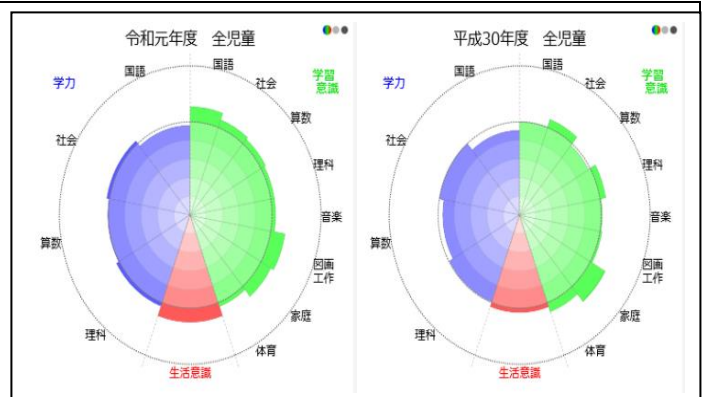 令和元年度　全児童
学力
国語
国語
社会
学習
意識
算数
理科
音楽
図画
工作
家庭
体育
生活意識
理科
算数
社会
平成30年度　全児童
学力
国語
国語
社会
学習
意識
算数
理科
音楽
図画
工作
家庭
体育
生活意識
理科
算数
社会